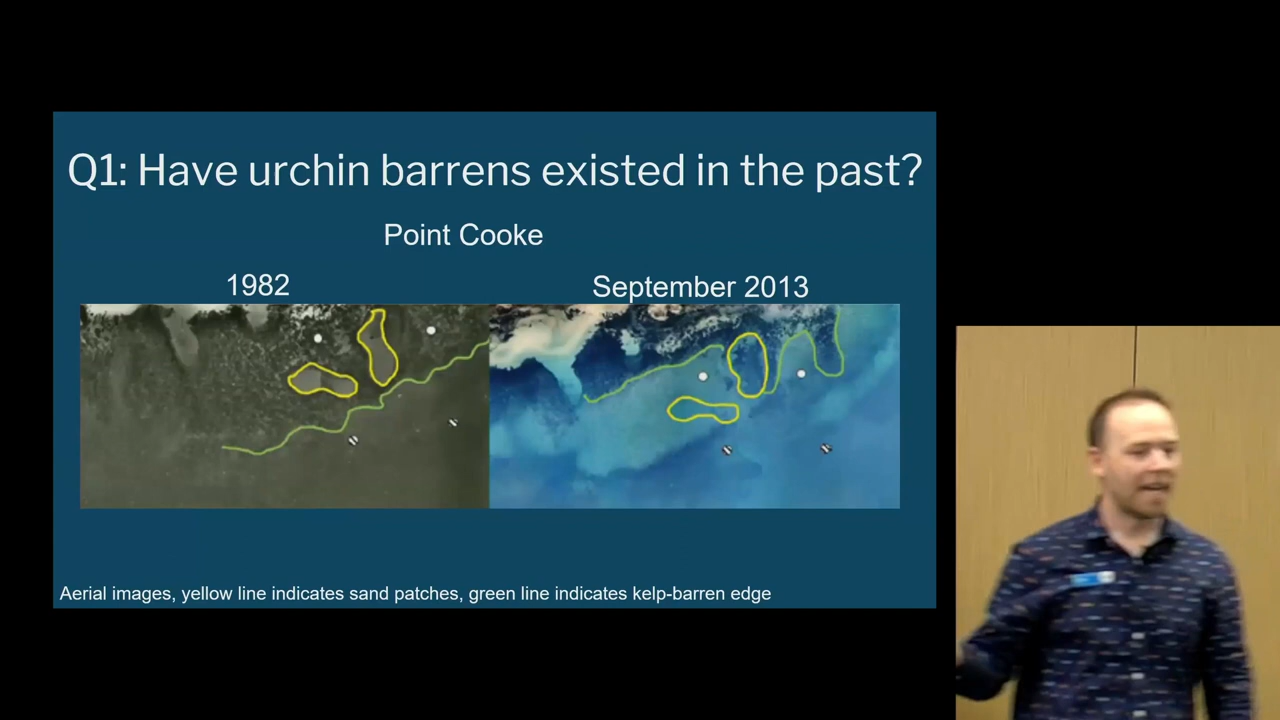 Q1: Have urchin barrens existed in the past?
Point Cooke
1982
September 2013
Aerial images, yellow line indicates sand patches, green line indicates kelp-barren edge